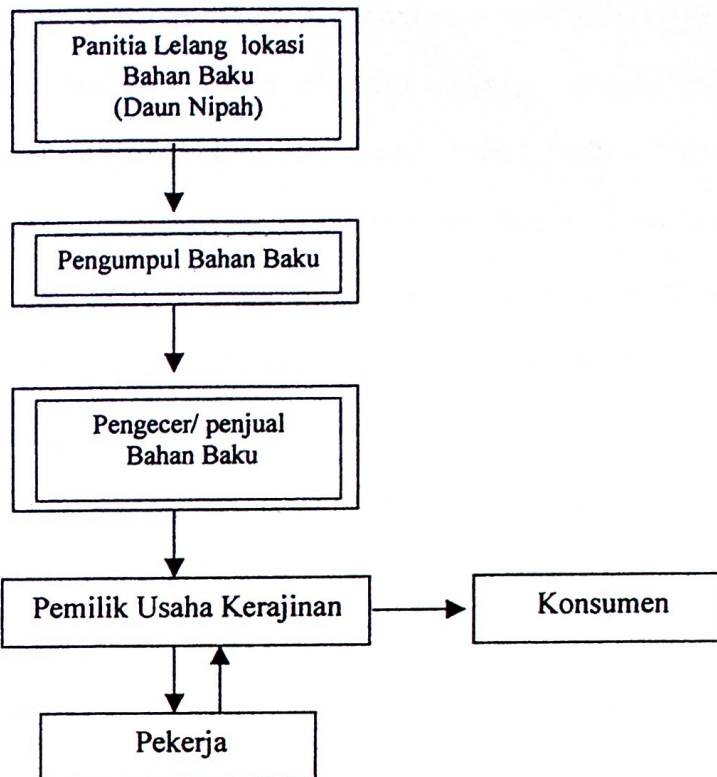 Panitia Lelang lokasi
Bahan Baku
(Daun Nipah)
Pengumpul Bahan Baku
Pengecer/ penjual
Bahan Baku
Pemilik Usaha Kerajinan
Konsumen
Pekerja